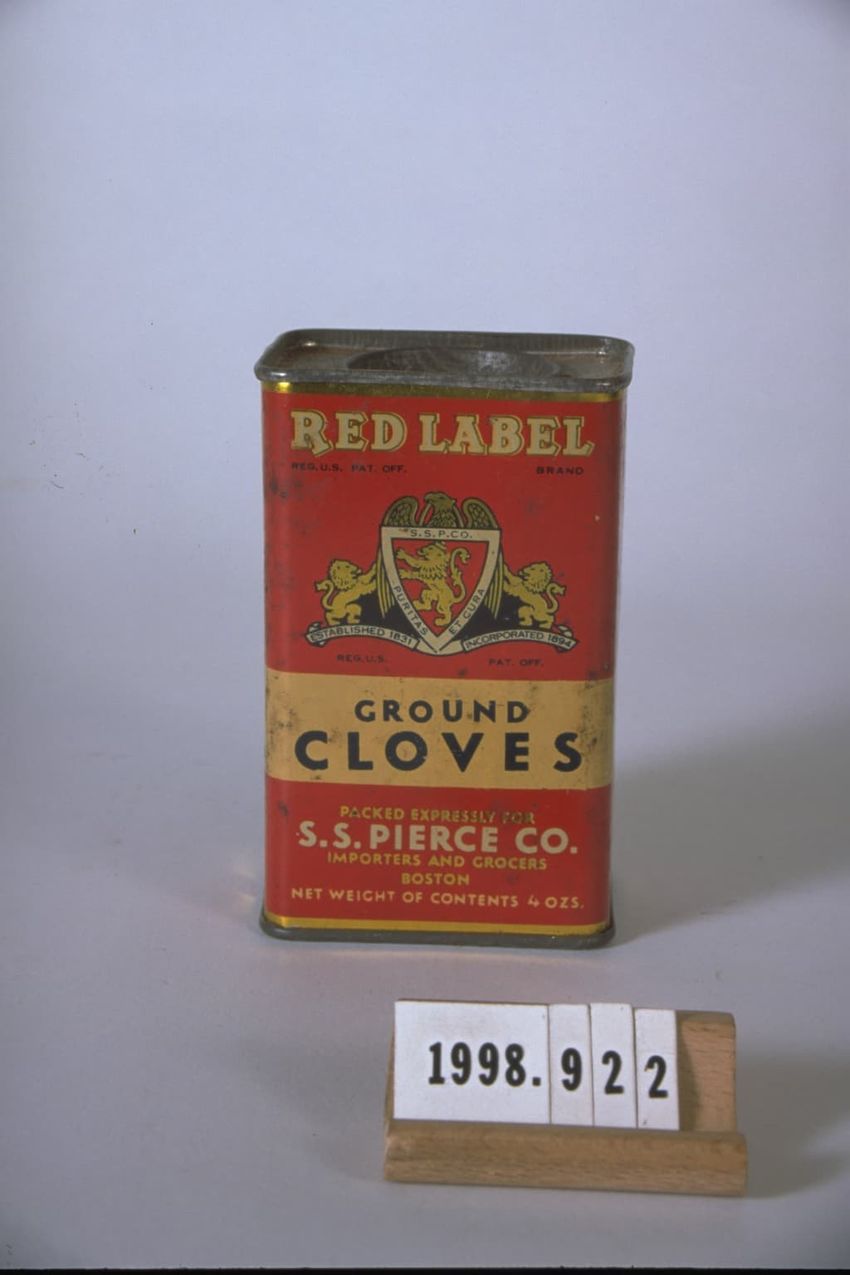 RED LABEL
REG. U.S. PAT. OFF. BRAND
S.S.P.CO.
PURITAS ET CURA
ESTABLISHED 1831 INCORPORATED 1894
REG. U.S. PAT. OFF.
GROUND
CLOVES
PACKED EXPRESSLY FOR
S.S. PIERCE CO.
IMPORTERS AND GROCERS
BOSTON
NET WEIGHT OF CONTENTS 4 OZS.
1998.922